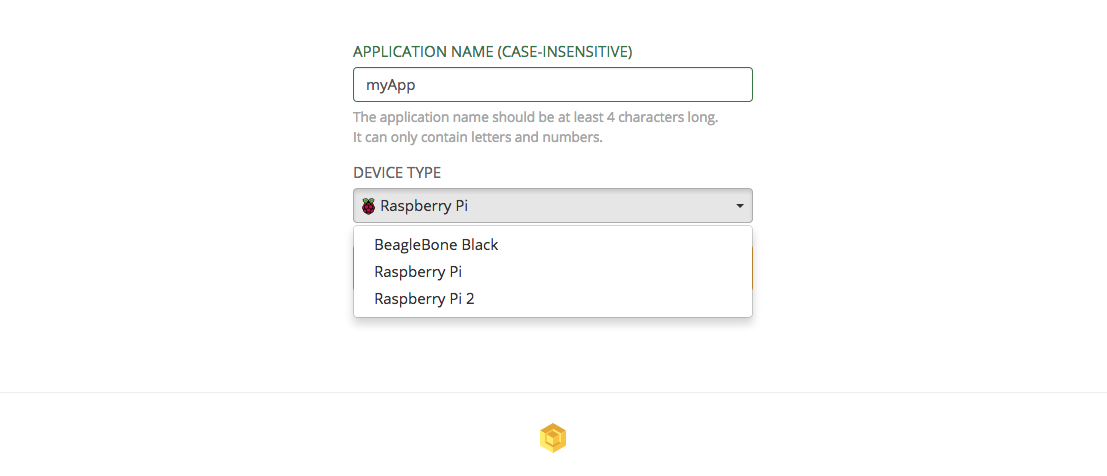 APPLICATION NAME (CASE-INSENSITIVE)
myApp
The application name should be at least 4 characters long.
It can only contain letters and numbers.
DEVICE TYPE
Raspberry Pi
BeagleBone Black
Raspberry Pi
Raspberry Pi 2